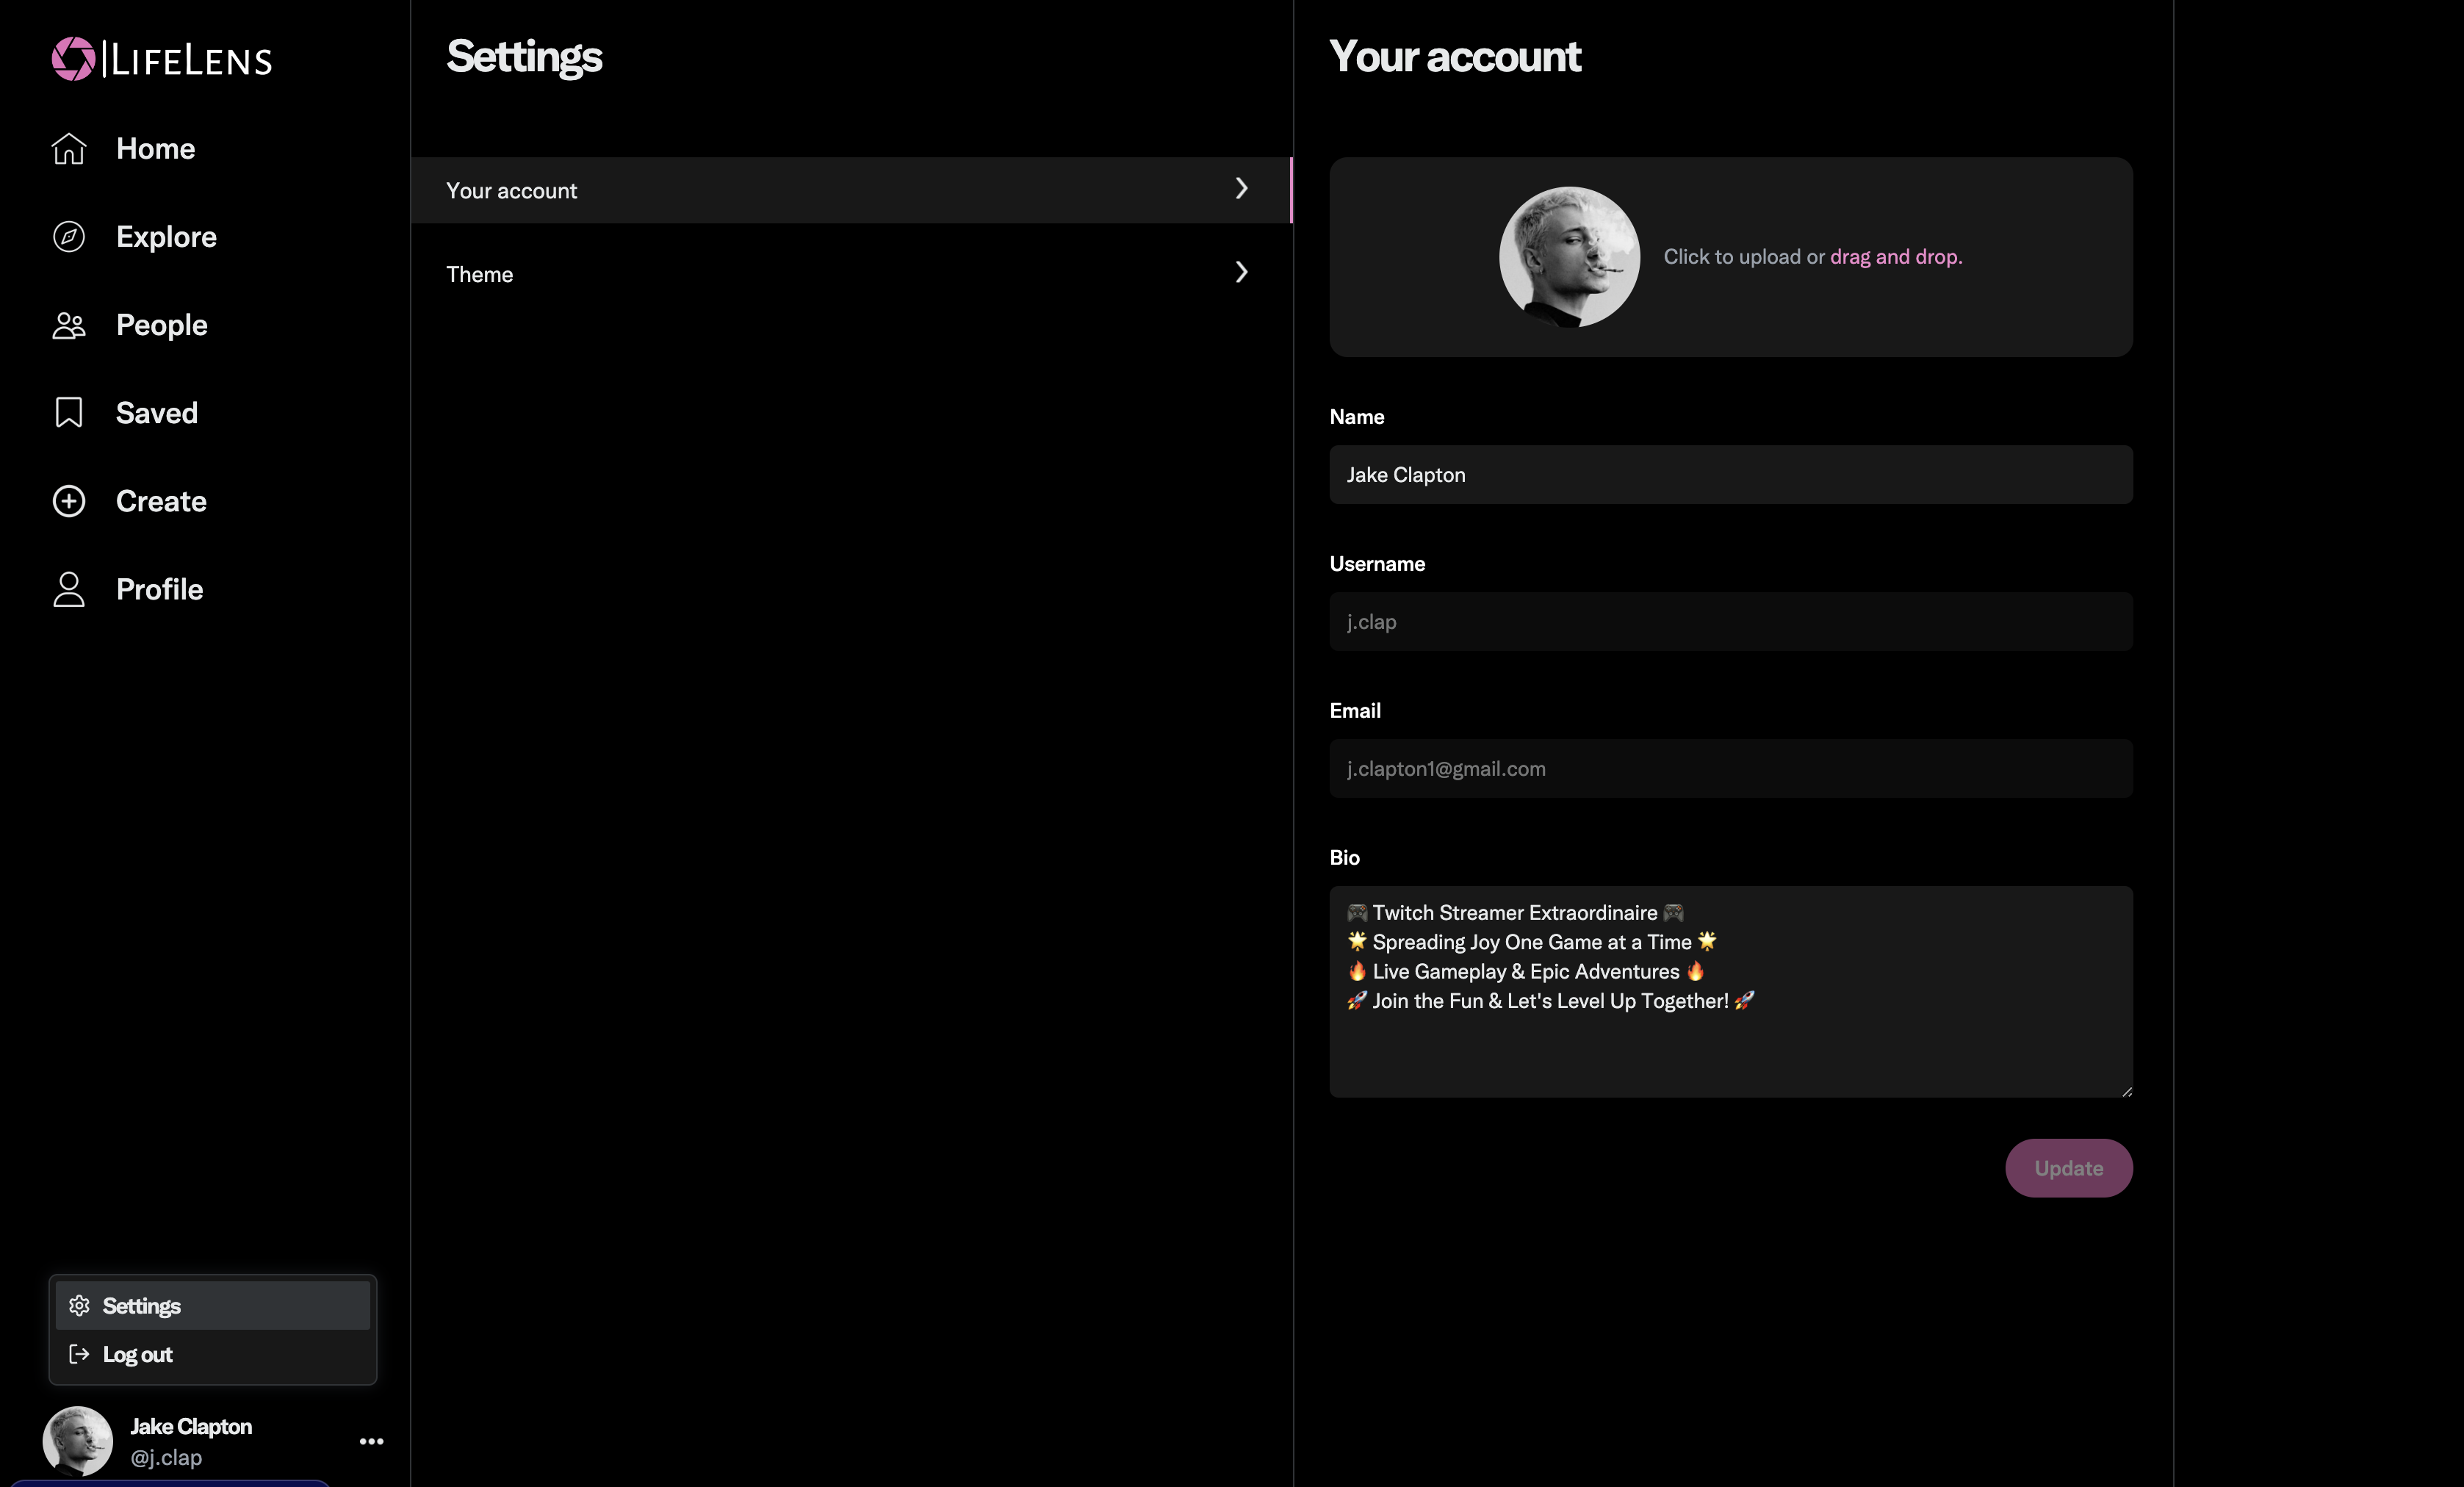 LIFELENS
Home
Explore
People
Saved
Create
Profile
Settings
Log out
Jake Clapton
@j.clap
Settings
Your account
Theme
Your account
Click to upload or drag and drop.
Name
Jake Clapton
Username
j.clap
Email
j.clapton1@gmail.com
Bio
🎮 Twitch Streamer Extraordinaire 🎮
🌟 Spreading Joy One Game at a Time 🌟
🔥 Live Gameplay & Epic Adventures 🔥
🚀 Join the Fun & Let's Level Up Together! 🚀
Update